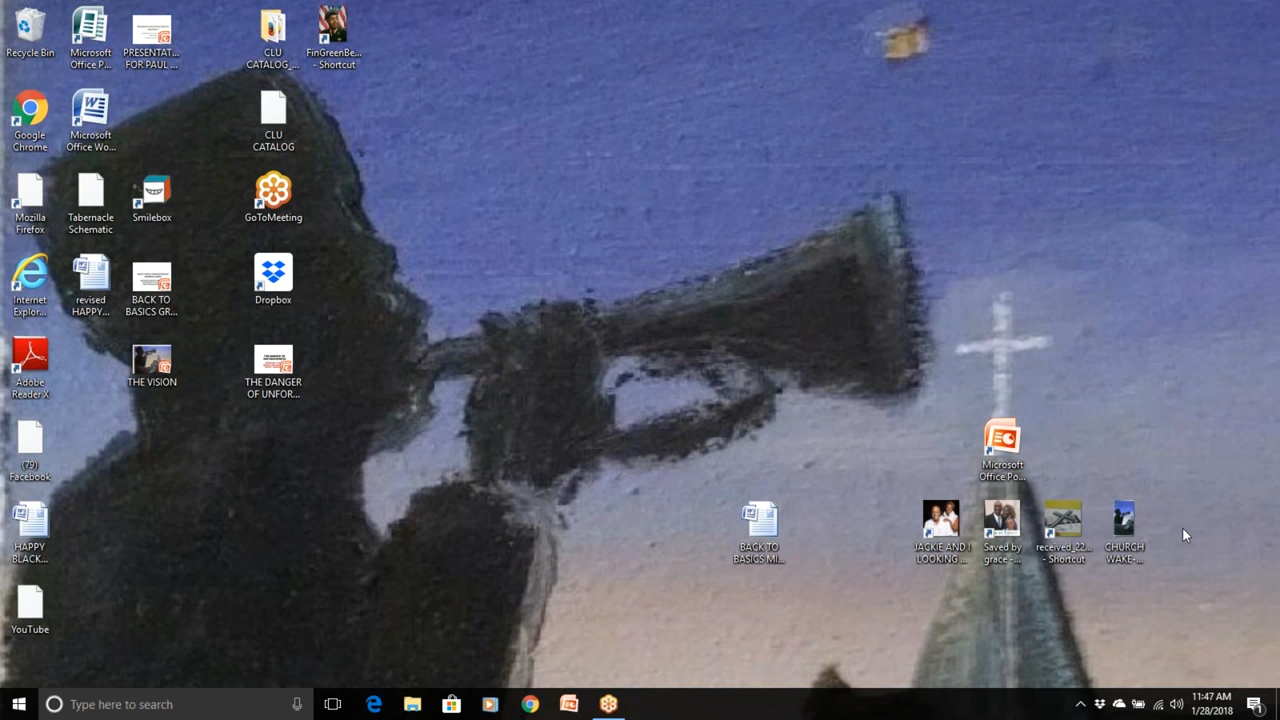 Recycle Bin
Microsoft
Office P...
PRESENTAT...
FOR PAUL ...
CLU
CATALOG_...
FinGreenBe...
- Shortcut
Google
Chrome
Microsoft
Office Wo...
CLU
CATALOG
Mozilla
Firefox
Tabernacle
Schematic
Smilebox
GoToMeeting
Internet
Explor...
revised
HAPPY...
BACK TO
BASICS GR...
Dropbox
Adobe
Reader X
THE VISION
THE DANGER
OF UNFOR...
(79)
Facebook
Microsoft
Office Po...
HAPPY
BLACK...
BACK TO
BASICS MI...
JACKIE AND I
LOOKING ...
Saved by
grace -...
received_22...
- Shortcut
CHURCH
WAKE-...
YouTube
Type here to search
11:47 AM
1/28/2018